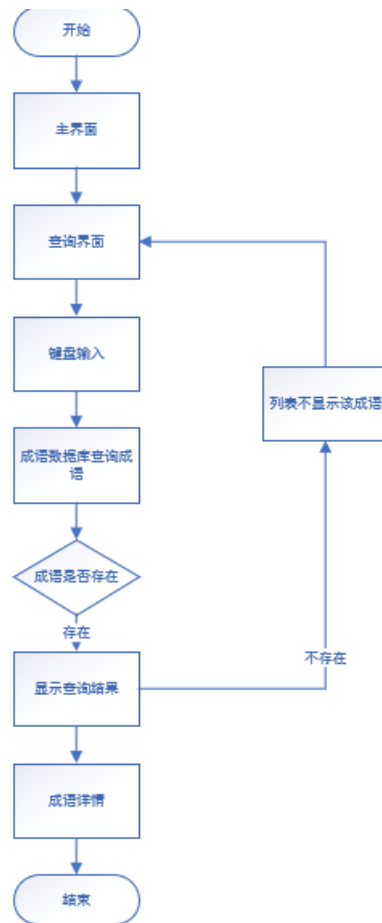 开始
主界面
查询界面
键盘输入
列表不显示该成语
成语数据库查询成
语
成语是否存在
存在
不存在
显示查询结果
成语详情
结束